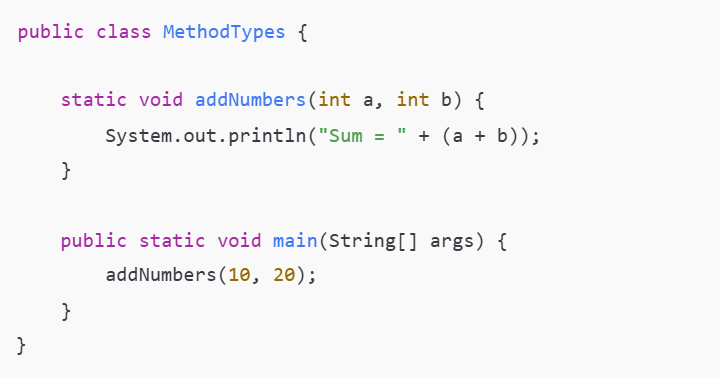 public class MethodTypes {
static void addNumbers(int a, int b) {
System.out.println("Sum = " + (a + b));
}
public static void main(String[] args) {
addNumbers(10, 20);
}
}